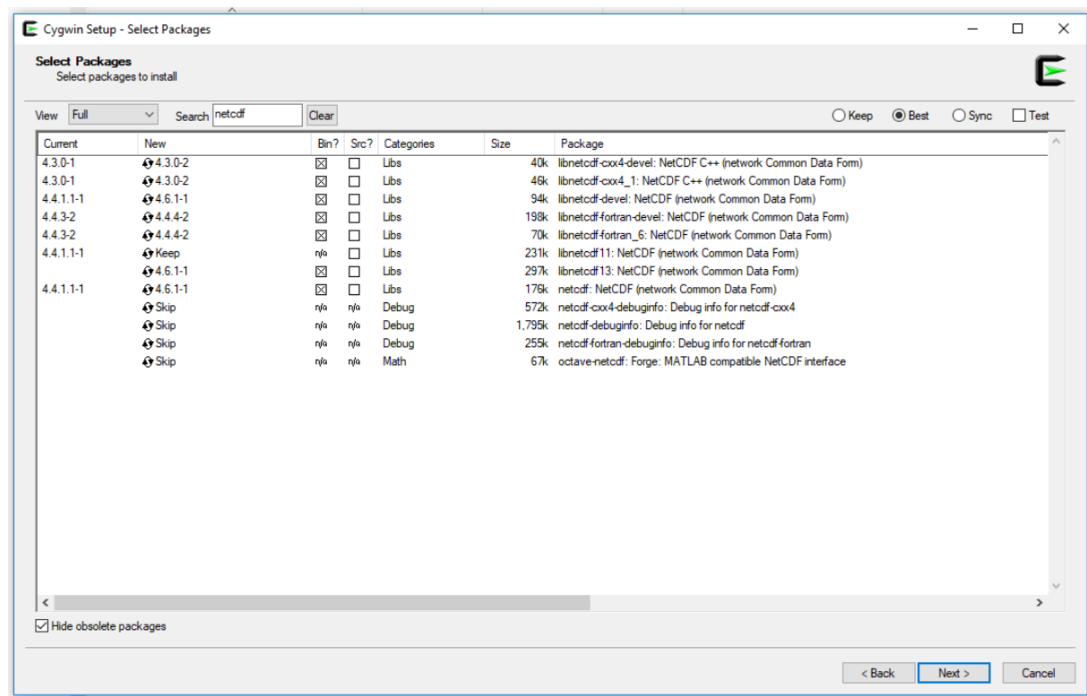 Cygwin Setup - Select Packages
Select Packages
Select packages to install
View Full Search netcdf Clear Keep Best Sync Test
Current New Bin? Src? Categories Size Package
4.3.0-1 4.3.0-2 Libs 40k libnetcdf-cxx4-devel: NetCDF C++ (network Common Data Form)
4.3.0-1 4.3.0-2 Libs 46k libnetcdf-cxx4_1: NetCDF C++ (network Common Data Form)
4.4.1.1-1 4.6.1-1 Libs 94k libnetcdf-devel: NetCDF (network Common Data Form)
4.4.3-2 4.4.4-2 Libs 198k libnetcdf-fortran-devel: NetCDF (network Common Data Form)
4.4.3-2 4.4.4-2 Libs 70k libnetcdf-fortran_6: NetCDF (network Common Data Form)
4.4.1.1-1 Keep n/a Libs 231k libnetcdf11: NetCDF (network Common Data Form)
4.6.1-1 Libs 297k libnetcdf13: NetCDF (network Common Data Form)
4.4.1.1-1 4.6.1-1 Libs 176k netcdf: NetCDF (network Common Data Form)
Skip n/a n/a Debug 572k netcdf-cxx4-debuginfo: Debug info for netcdf-cxx4
Skip n/a n/a Debug 1,795k netcdf-debuginfo: Debug info for netcdf
Skip n/a n/a Debug 255k netcdf-fortran-debuginfo: Debug info for netcdf-fortran
Skip n/a n/a Math 67k octave-netcdf: Forge: MATLAB compatible NetCDF interface
Hide obsolete packages
< Back Next > Cancel